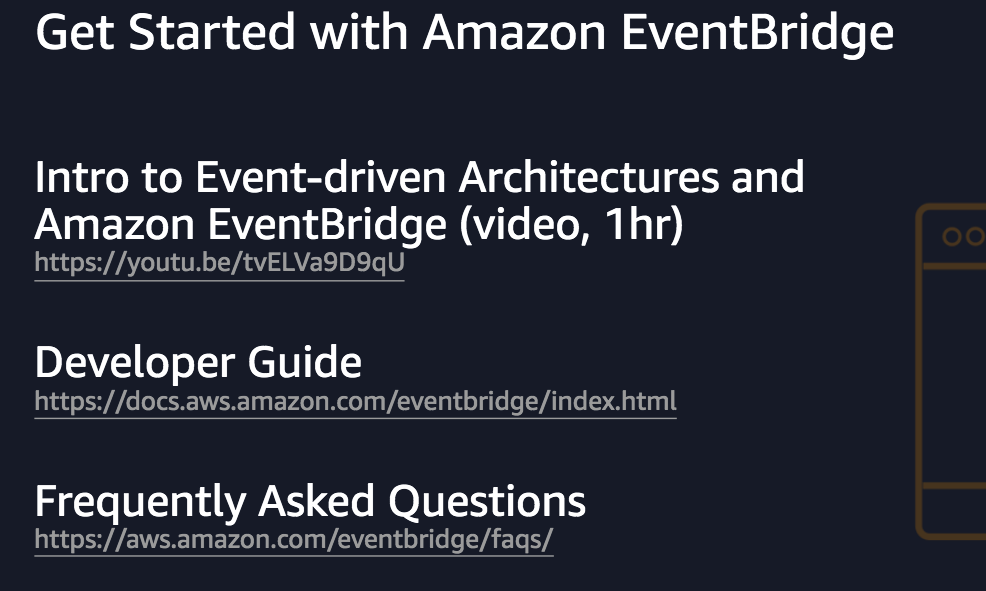 Get Started with Amazon EventBridge
Intro to Event-driven Architectures and
Amazon EventBridge (video, 1hr)
https://youtu.be/tvELVa9D9qU
Developer Guide
https://docs.aws.amazon.com/eventbridge/index.html
Frequently Asked Questions
https://aws.amazon.com/eventbridge/faqs/